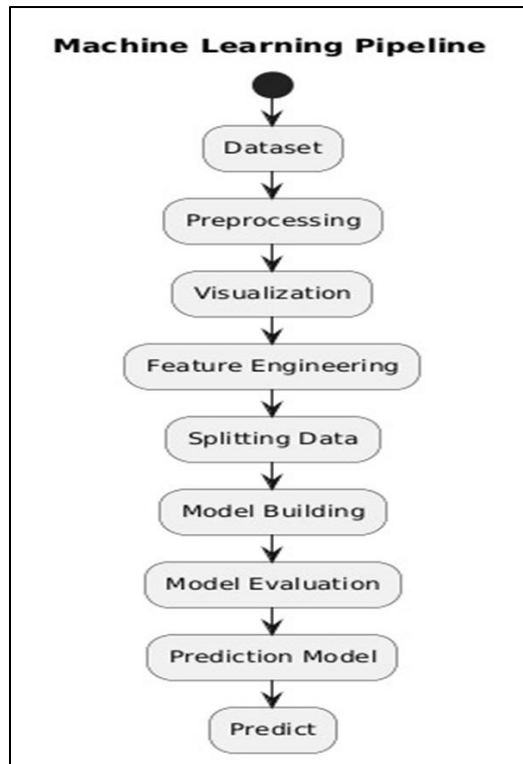 Machine Learning Pipeline
Dataset
Preprocessing
Visualization
Feature Engineering
Splitting Data
Model Building
Model Evaluation
Prediction Model
Predict